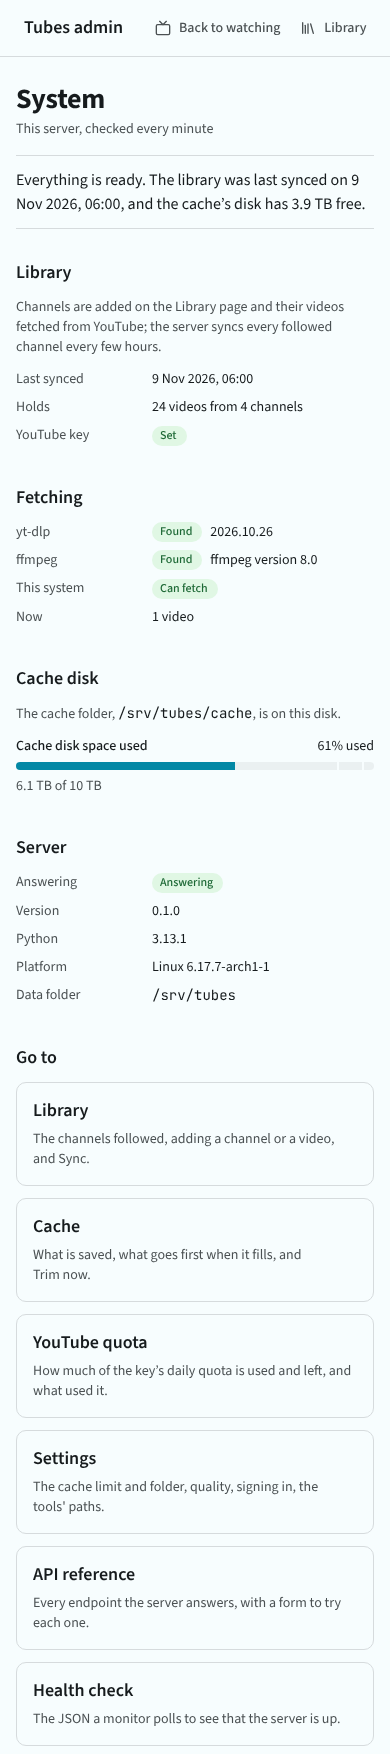 Tubes admin
Back to watching
Library
System
This server, checked every minute
Everything is ready. The library was last synced on 9
Nov 2026, 06:00, and the cache’s disk has 3.9 TB free.
Library
Channels are added on the Library page and their videos
fetched from YouTube; the server syncs every followed
channel every few hours.
Last synced 9 Nov 2026, 06:00
Holds 24 videos from 4 channels
YouTube key Set
Fetching
yt-dlp Found 2026.10.26
ffmpeg Found ffmpeg version 8.0
This system Can fetch
Now 1 video
Cache disk
The cache folder, /srv/tubes/cache, is on this disk.
Cache disk space used 61% used
6.1 TB of 10 TB
Server
Answering Answering
Version 0.1.0
Python 3.13.1
Platform Linux 6.17.7-arch1-1
Data folder /srv/tubes
Go to
Library
The channels followed, adding a channel or a video,
and Sync.
Cache
What is saved, what goes first when it fills, and
Trim now.
YouTube quota
How much of the key’s daily quota is used and left, and
what used it.
Settings
The cache limit and folder, quality, signing in, the
tools' paths.
API reference
Every endpoint the server answers, with a form to try
each one.
Health check
The JSON a monitor polls to see that the server is up.